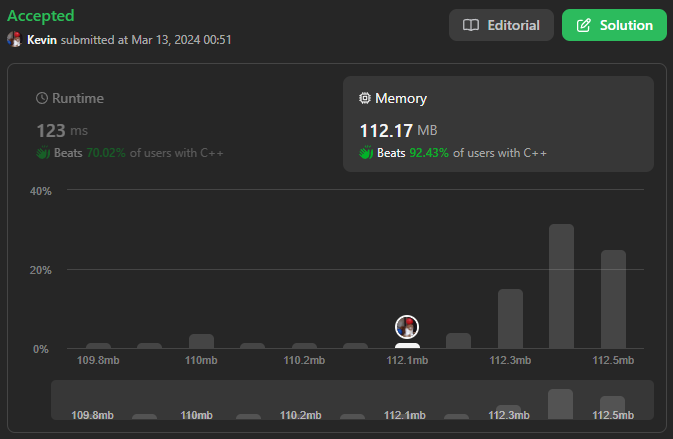 Accepted
Kevin submitted at Mar 13, 2024 00:51
Editorial
Solution
Runtime
123 ms
Beats 70.02% of users with C++
Memory
112.17 MB
Beats 92.43% of users with C++
40%
20%
0%
109.8mb 110mb 110.2mb 112.1mb 112.3mb 112.5mb
109.8mb 110mb 110.2mb 112.1mb 112.3mb 112.5mb